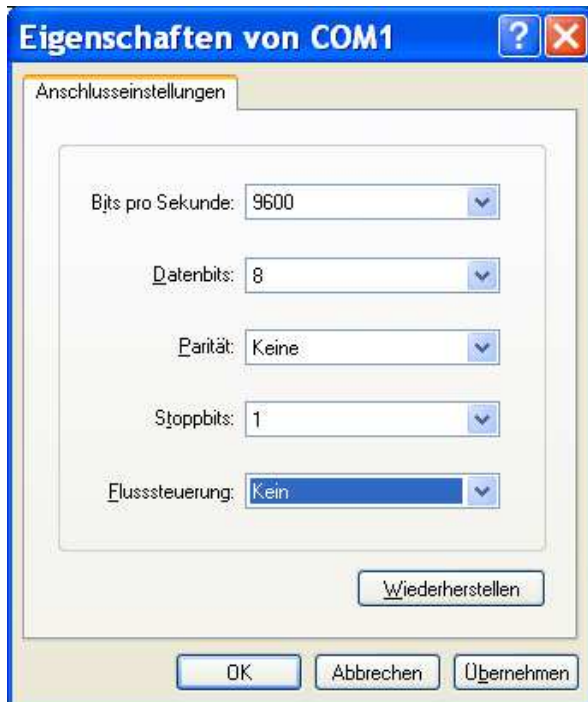 Eigenschaften von COM1
Anschlusseinstellungen
Bits pro Sekunde: 9600
Datenbits: 8
Parität: Keine
Stoppbits: 1
Flusssteuerung: Kein
Wiederherstellen
OK Abbrechen Übernehmen